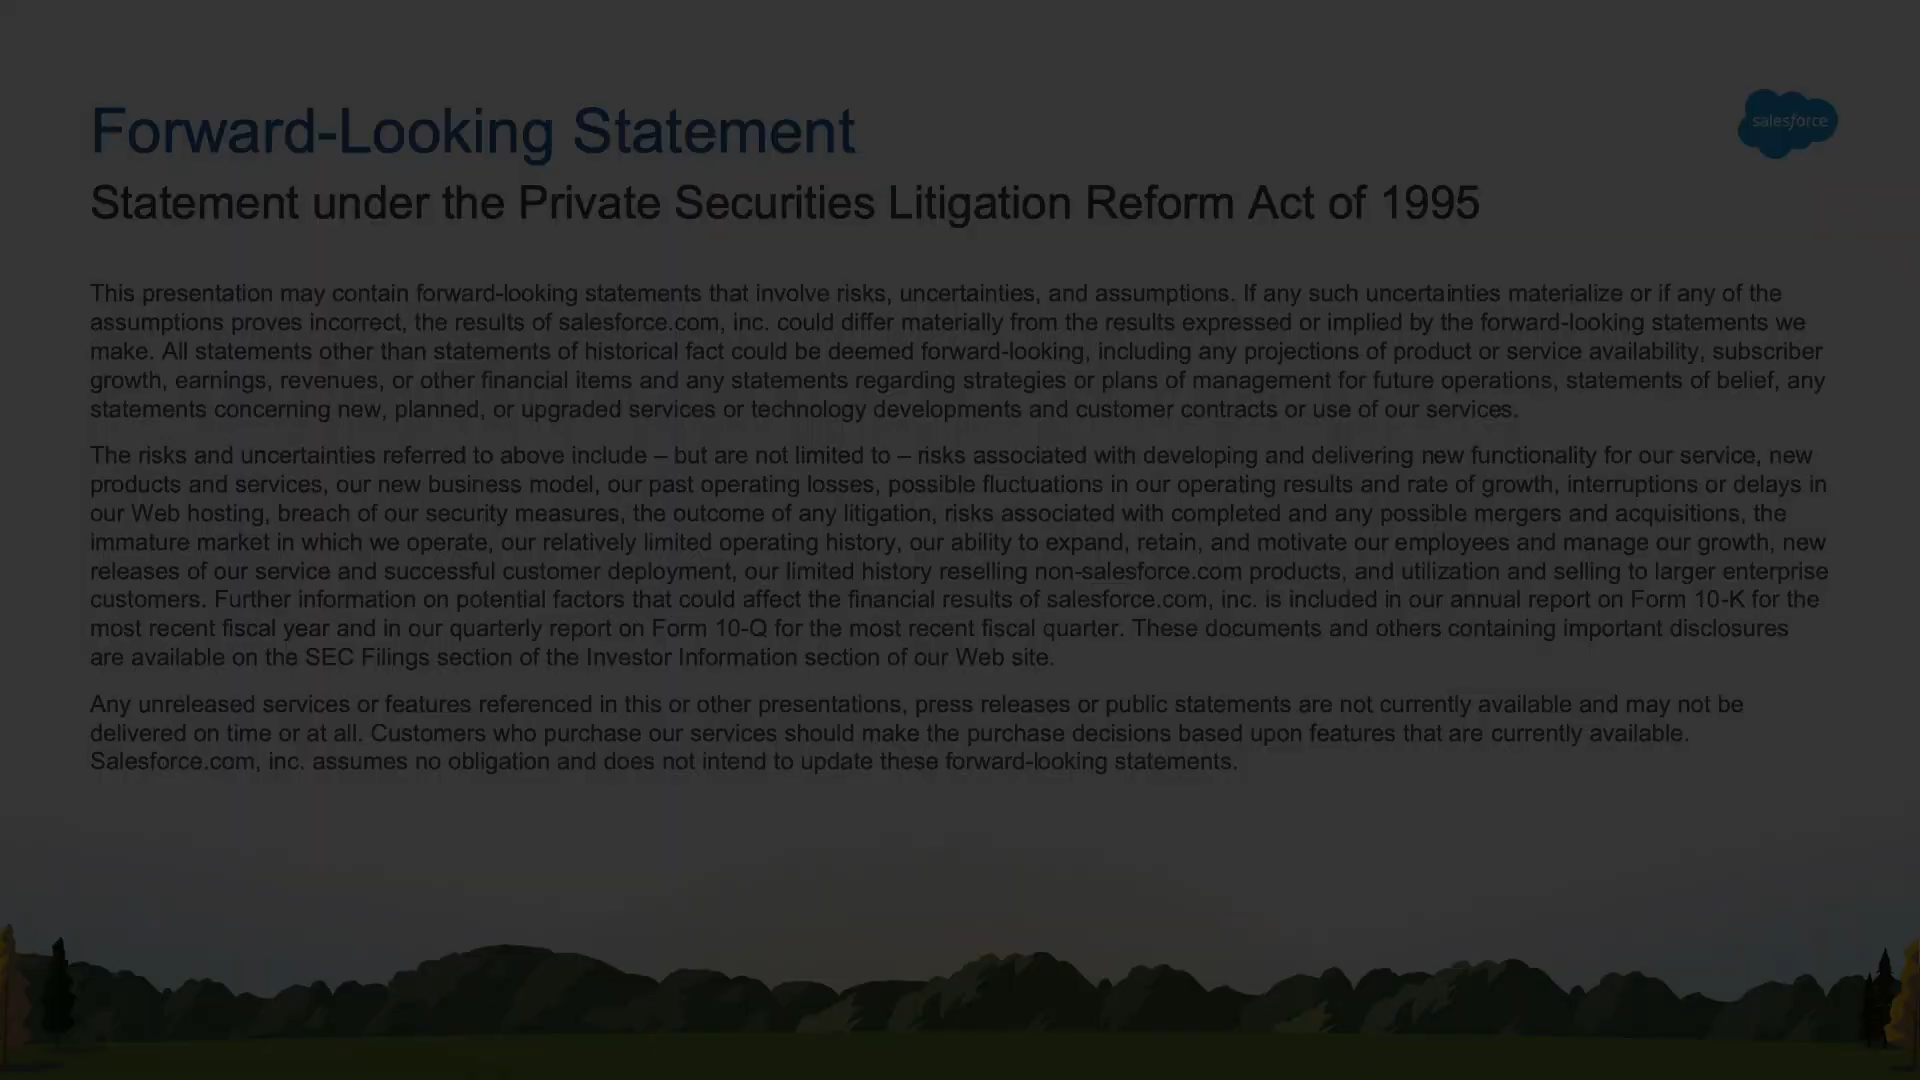 Forward-Looking Statement
salesforce
Statement under the Private Securities Litigation Reform Act of 1995
This presentation may contain forward-looking statements that involve risks, uncertainties, and assumptions. If any such uncertainties materialize or if any of the
assumptions proves incorrect, the results of salesforce.com, inc. could differ materially from the results expressed or implied by the forward-looking statements we
make. All statements other than statements of historical fact could be deemed forward-looking, including any projections of product or service availability, subscriber
growth, earnings, revenues, or other financial items and any statements regarding strategies or plans of management for future operations, statements of belief, any
statements concerning new, planned, or upgraded services or technology developments and customer contracts or use of our services.
The risks and uncertainties referred to above include – but are not limited to – risks associated with developing and delivering new functionality for our service, new
products and services, our new business model, our past operating losses, possible fluctuations in our operating results and rate of growth, interruptions or delays in
our Web hosting, breach of our security measures, the outcome of any litigation, risks associated with completed and any possible mergers and acquisitions, the
immature market in which we operate, our relatively limited operating history, our ability to expand, retain, and motivate our employees and manage our growth, new
releases of our service and successful customer deployment, our limited history reselling non-salesforce.com products, and utilization and selling to larger enterprise
customers. Further information on potential factors that could affect the financial results of salesforce.com, inc. is included in our annual report on Form 10-K for the
most recent fiscal year and in our quarterly report on Form 10-Q for the most recent fiscal quarter. These documents and others containing important disclosures
are available on the SEC Filings section of the Investor Information section of our Web site.
Any unreleased services or features referenced in this or other presentations, press releases or public statements are not currently available and may not be
delivered on time or at all. Customers who purchase our services should make the purchase decisions based upon features that are currently available.
Salesforce.com, inc. assumes no obligation and does not intend to update these forward-looking statements.